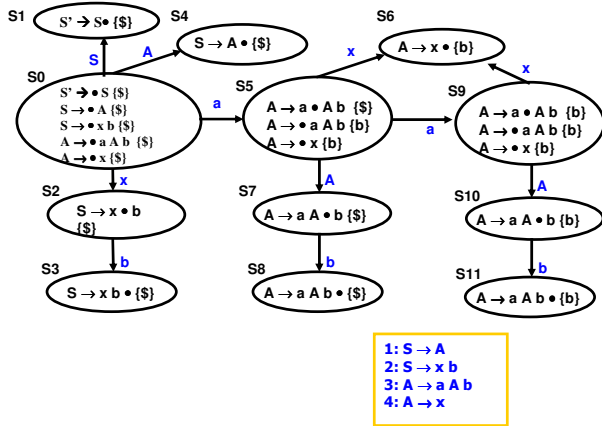 S1
S' → S • {$}
S4
S → A • {$}
S6
A → x • {b}
S
A
x
x
S0
S' → • S {$}
S → • A {$}
S → • x b {$}
A → • a A b {$}
A → • x {$}
a
S5
A → a • A b {$}
A → • a A b {b}
A → • x {b}
a
S9
A → a • A b {b}
A → • a A b {b}
A → • x {b}
x
A
A
S2
S → x • b
{$}
S7
A → a A • b {$}
S10
A → a A • b {b}
b
b
b
S3
S → x b • {$}
S8
A → a A b • {$}
S11
A → a A b • {b}
1: S → A
2: S → x b
3: A → a A b
4: A → x